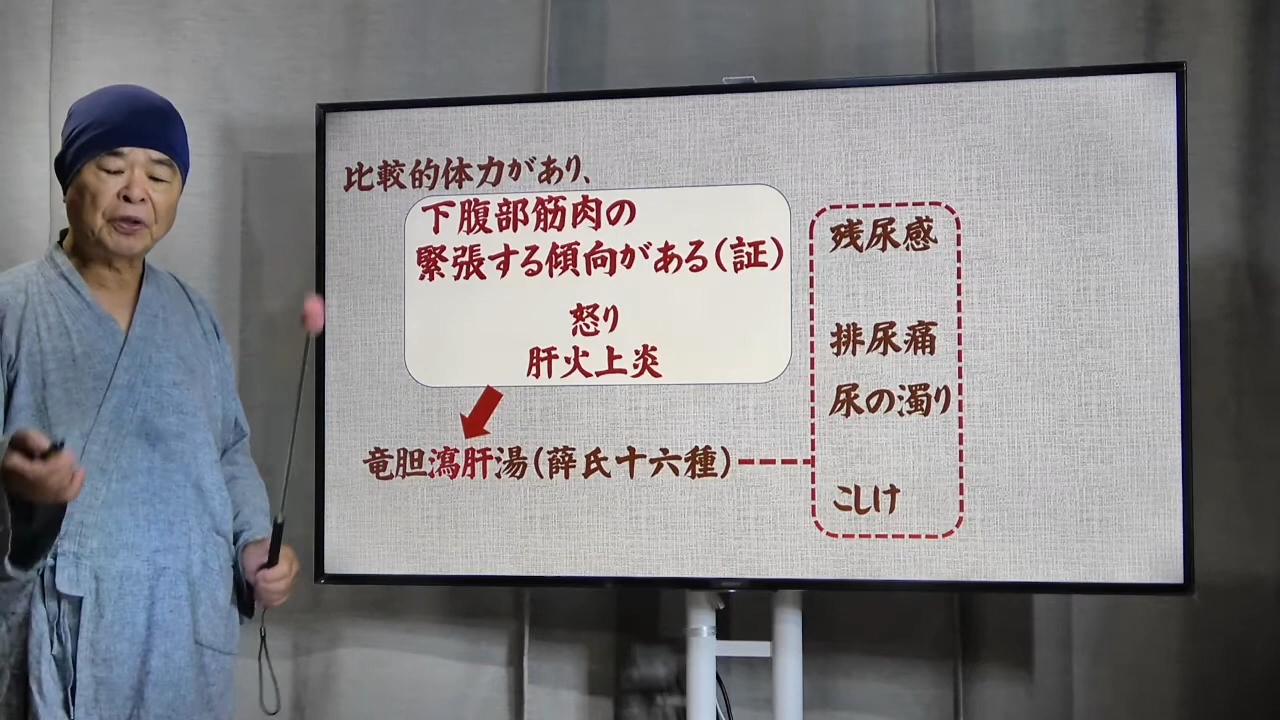 比較的体力があり、
下腹部筋肉の
緊張する傾向がある(証)
怒り
肝火上炎
竜胆瀉肝湯(薛氏十六種)
残尿感
排尿痛
尿の濁り
こしけ